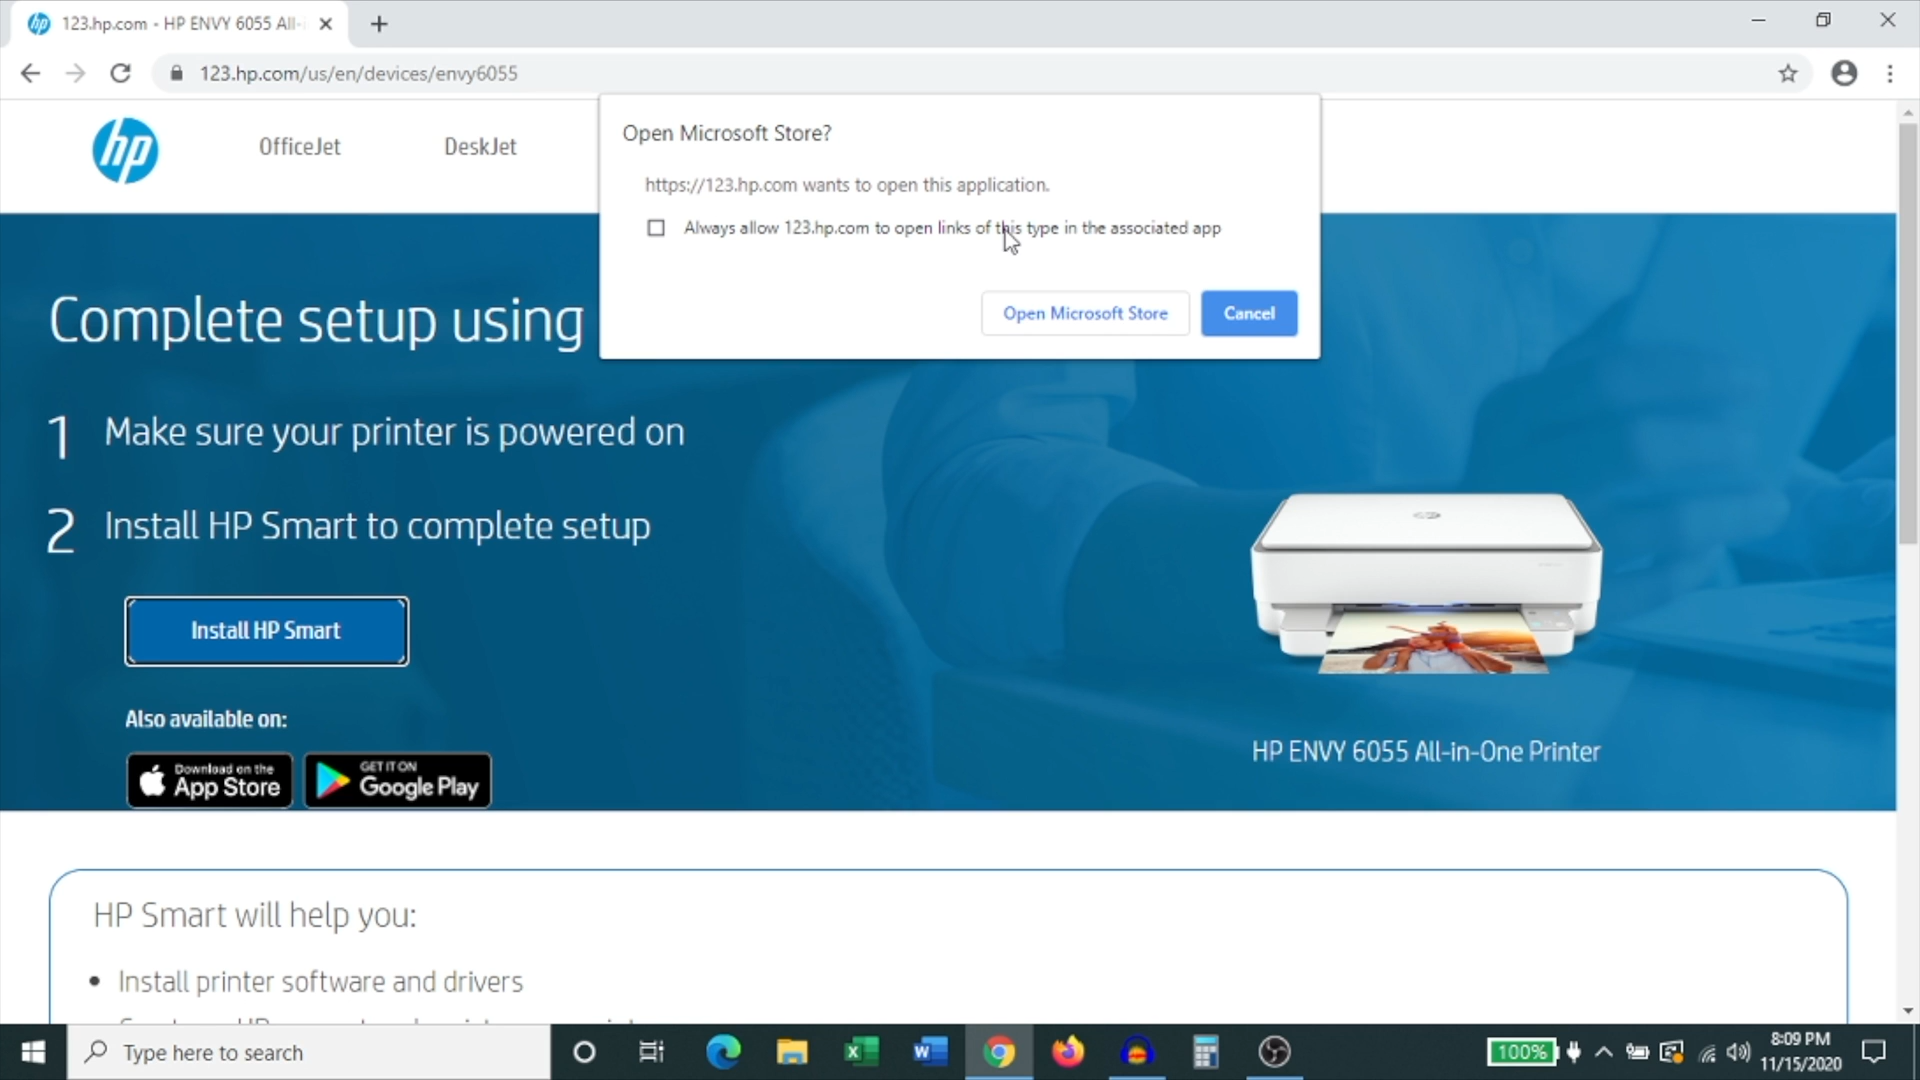 123.hp.com - HP ENVY 6055 All-
123.hp.com/us/en/devices/envy6055
hp
OfficeJet
DeskJet
Open Microsoft Store?
https://123.hp.com wants to open this application.
Always allow 123.hp.com to open links of this type in the associated app
Open Microsoft Store
Cancel
Complete setup using
1 Make sure your printer is powered on
2 Install HP Smart to complete setup
Install HP Smart
Also available on:
Download on the
App Store
GET IT ON
Google Play
HP ENVY 6055 All-in-One Printer
HP Smart will help you:
• Install printer software and drivers
Type here to search
100%
8:09 PM
11/15/2020